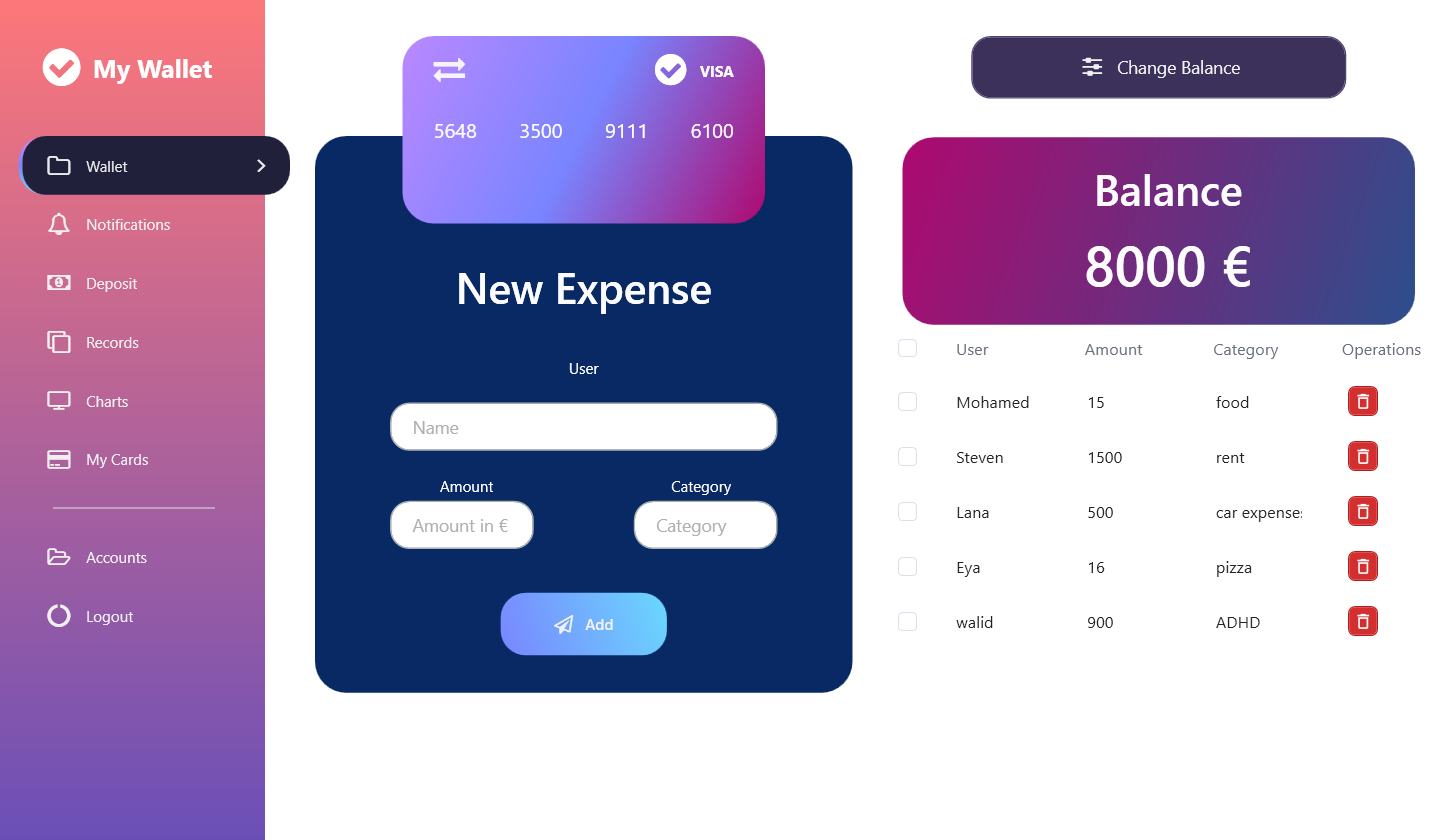 My Wallet
Wallet
Notifications
Deposit
Records
Charts
My Cards
Accounts
Logout
VISA
5648 3500 9111 6100
New Expense
User
Name
Amount Category
Amount in € Category
Add
Change Balance
Balance
8000 €
User Amount Category Operations
Mohamed 15 food
Steven 1500 rent
Lana 500 car expenses
Eya 16 pizza
walid 900 ADHD